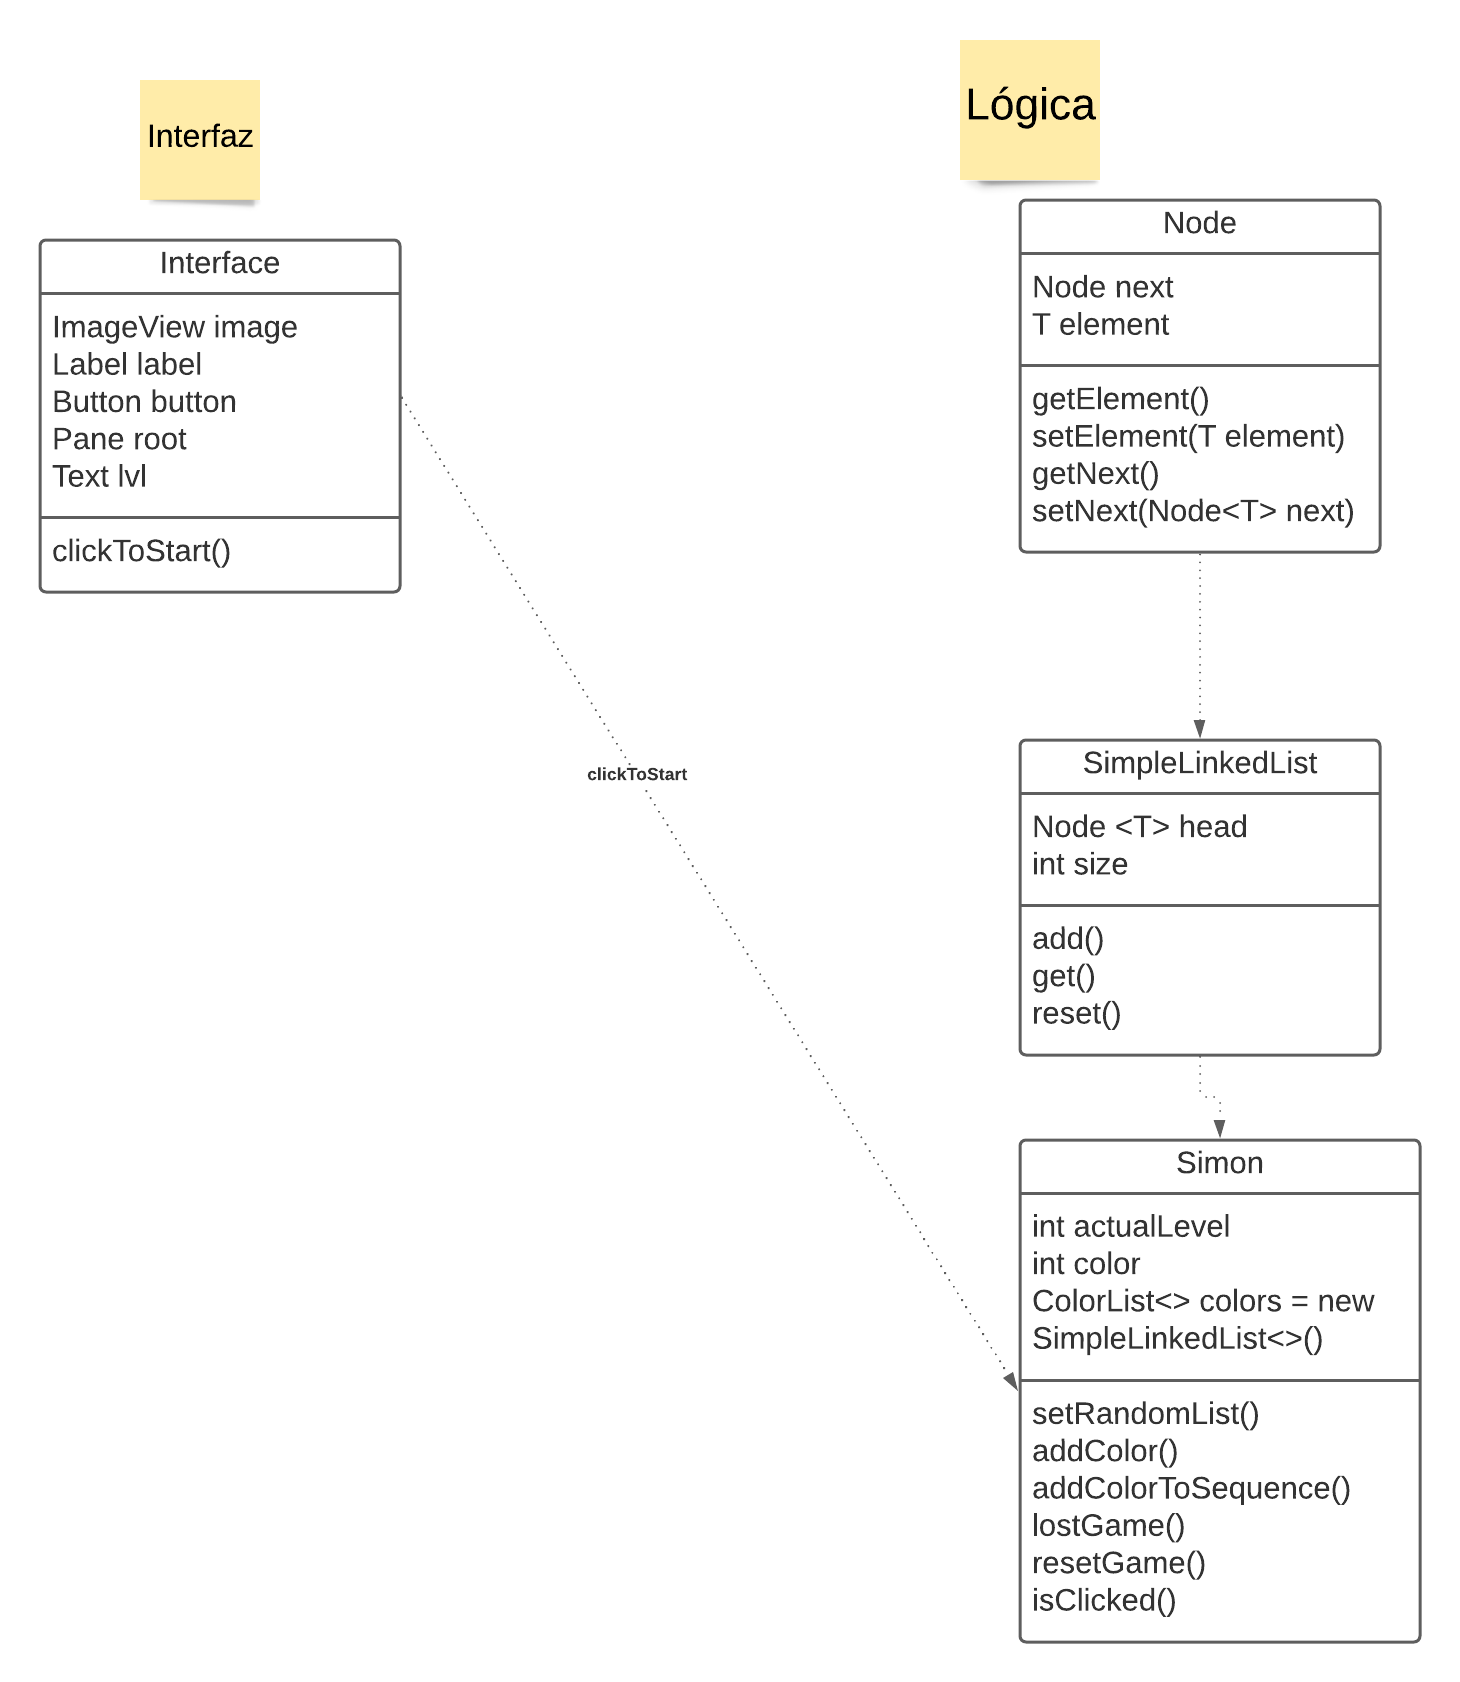 Interfaz
Interface
ImageView image
Label label
Button button
Pane root
Text lvl
clickToStart()
clickToStart
Lógica
Node
Node next
T element
getElement()
setElement(T element)
getNext()
setNext(Node<T> next)
SimpleLinkedList
Node <T> head
int size
add()
get()
reset()
Simon
int actualLevel
int color
ColorList<> colors = new
SimpleLinkedList<>()
setRandomList()
addColor()
addColorToSequence()
lostGame()
resetGame()
isClicked()